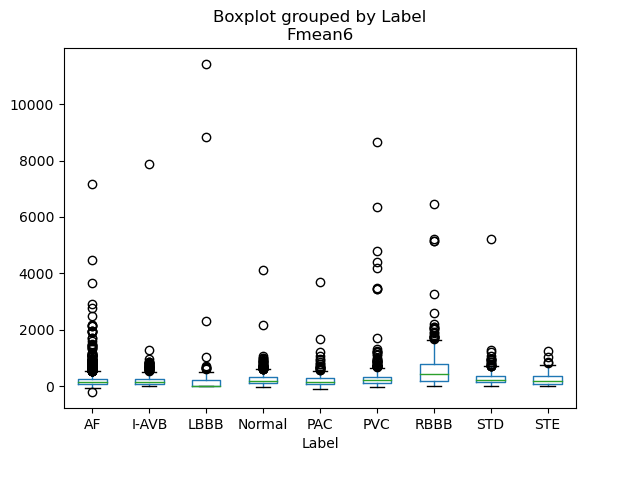 Boxplot grouped by Label
Fmean6
10000
8000
6000
4000
2000
0
AF I-AVB LBBB Normal PAC PVC RBBB STD STE
Label